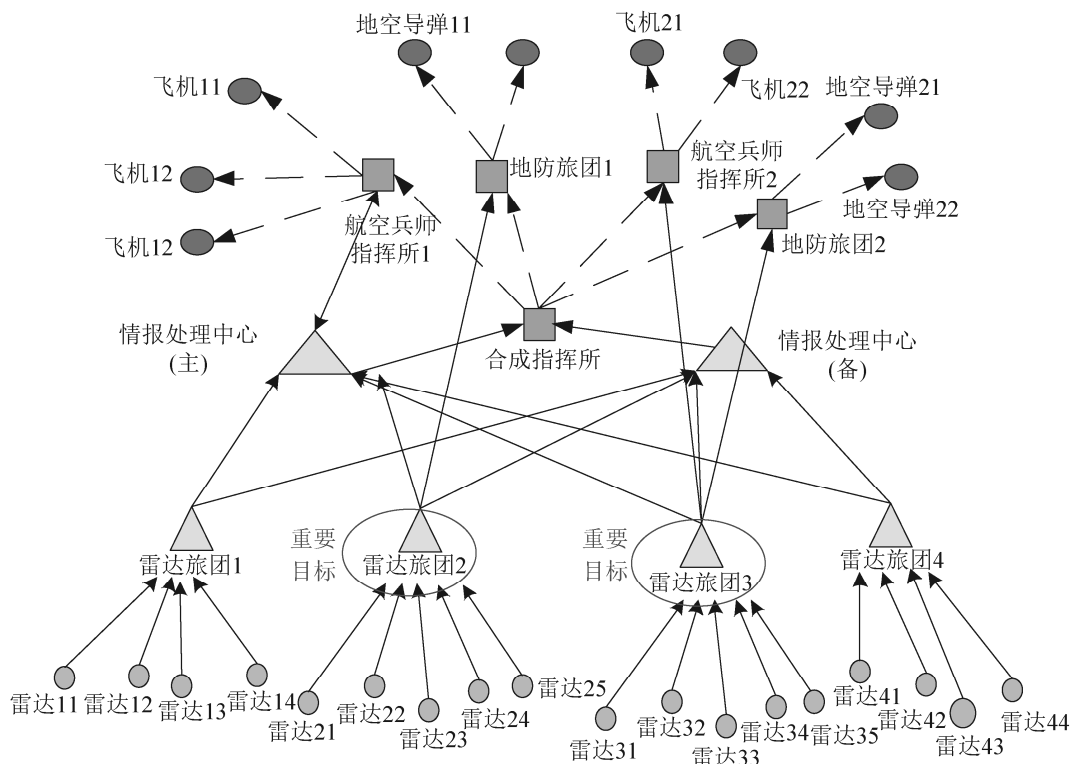 地空导弹11
飞机21
飞机11
飞机22
地空导弹21
飞机12
地防旅团1
航空兵师
指挥所2
地空导弹22
飞机12
航空兵师
指挥所1
地防旅团2
情报处理中心
(主)
合成指挥所
情报处理中心
(备)
重要
目标
重要
目标
雷达旅团1
雷达旅团2
雷达旅团3
雷达旅团4
雷达11
雷达12
雷达13
雷达14
雷达21
雷达22
雷达23
雷达24
雷达25
雷达31
雷达32
雷达33
雷达34
雷达35
雷达41
雷达42
雷达43
雷达44